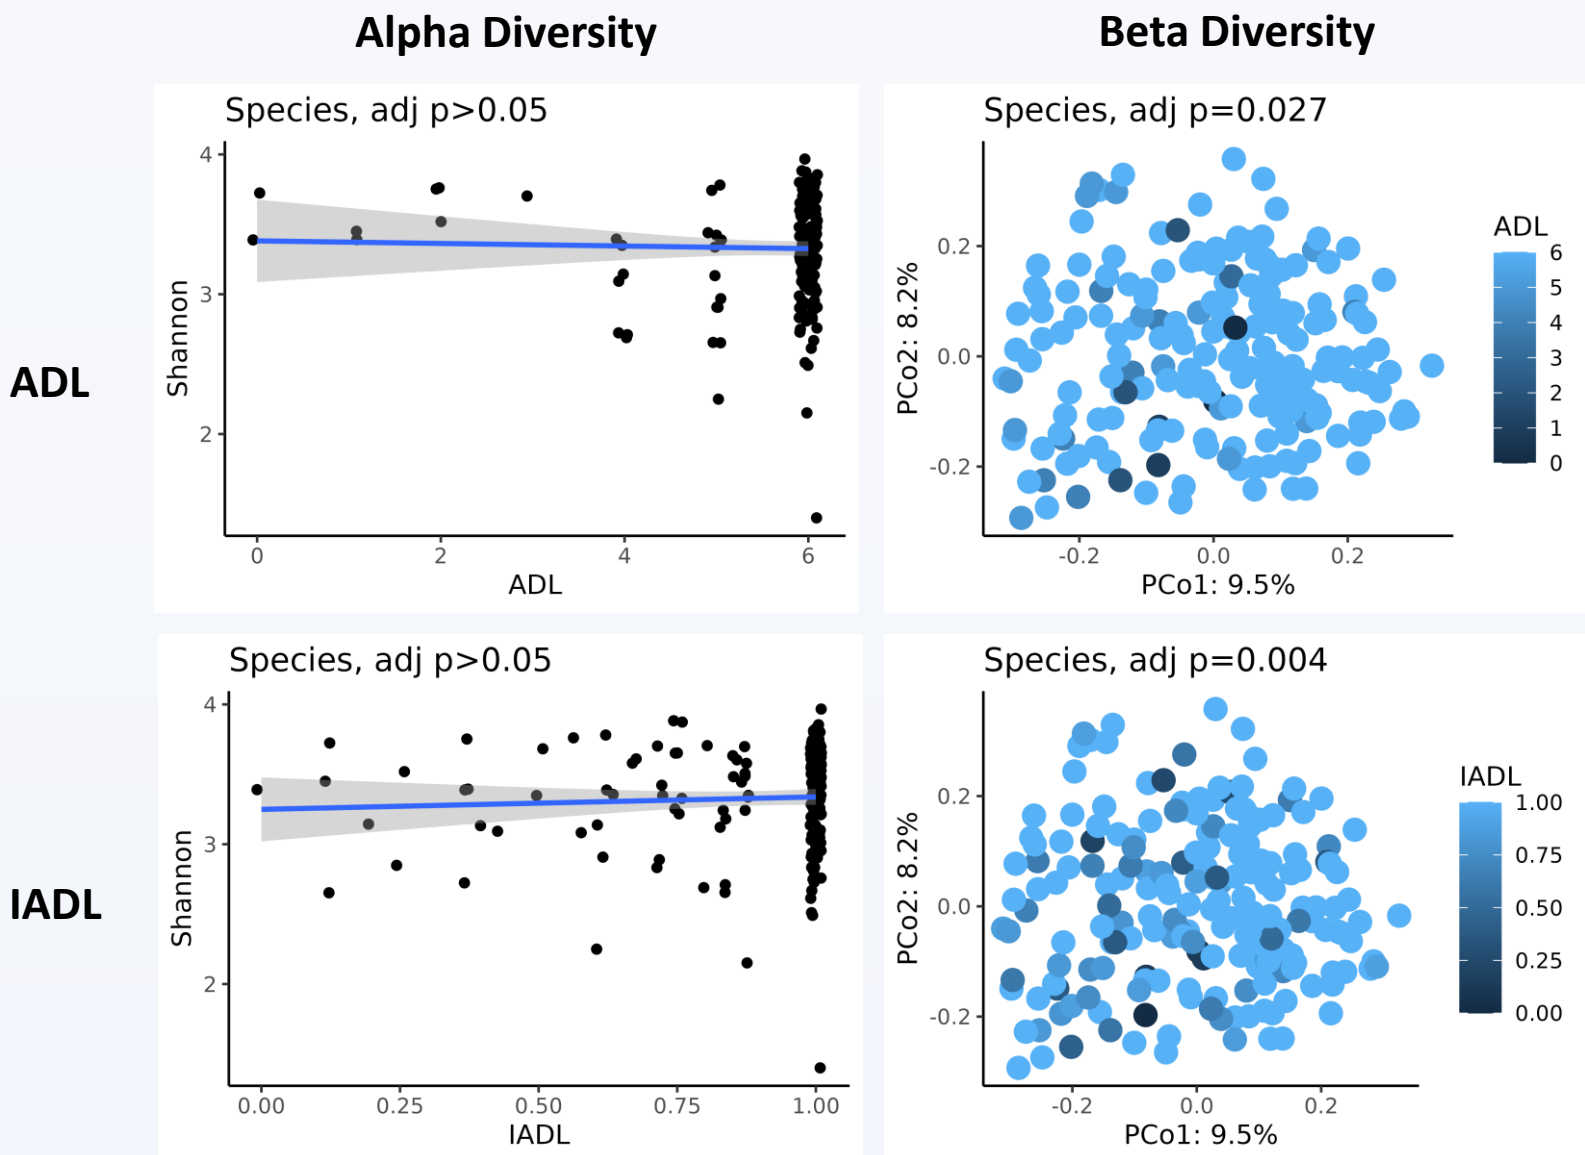 Alpha Diversity
Beta Diversity
ADL
Species, adj p>0.05
4
3
2
Shannon
0 2 4 6
ADL
Species, adj p=0.027
0.2
0.0
-0.2
PCo2: 8.2%
-0.2 0.0 0.2
PCo1: 9.5%
ADL
6
5
4
3
2
1
0
IADL
Species, adj p>0.05
4
3
2
Shannon
0.00 0.25 0.50 0.75 1.00
IADL
Species, adj p=0.004
0.2
0.0
-0.2
PCo2: 8.2%
-0.2 0.0 0.2
PCo1: 9.5%
IADL
1.00
0.75
0.50
0.25
0.00